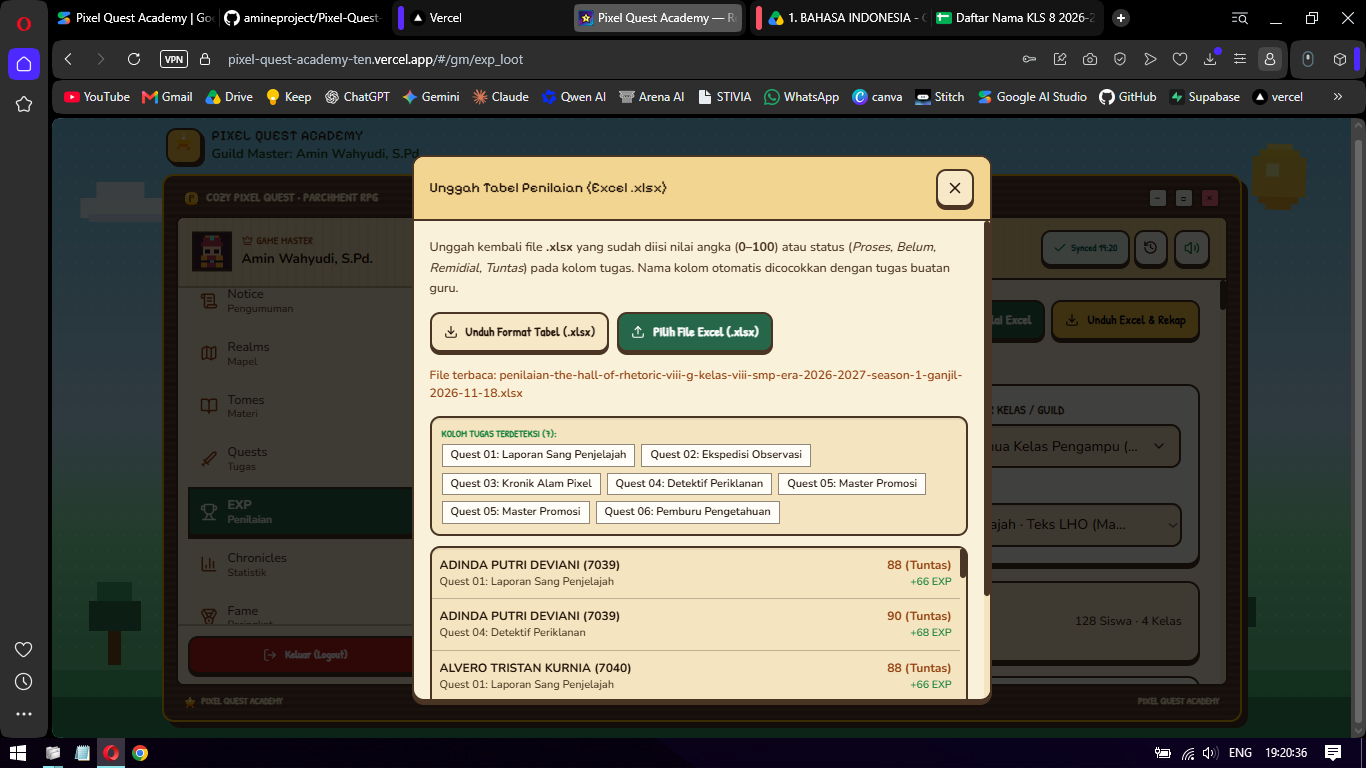 Pixel Quest Academy | Go
amineproject/Pixel-Quest-
Vercel
Pixel Quest Academy — R
1. BAHASA INDONESIA -
Daftar Nama KLS 8 2026-2
VPN
pixel-quest-academy-ten.vercel.app/#/gm/exp_loot
YouTube
Gmail
Drive
Keep
ChatGPT
Gemini
Claude
Qwen AI
Arena AI
STIVIA
WhatsApp
canva
Stitch
Google AI Studio
GitHub
Supabase
vercel
PIXEL QUEST ACADEMY
Guild Master: Amin Wahyudi, S.Pd.
COZY PIXEL QUEST · PARCHMENT RPG
GAME MASTER
Amin Wahyudi, S.Pd.
Synced 19:20
Notice
Pengumuman
Realms
Mapel
Tomes
Materi
Quests
Tugas
EXP
Penilaian
Chronicles
Statistik
Fame
Peringkat
Keluar (Logout)
PIXEL QUEST ACADEMY
Unggah Tabel Penilaian (Excel .xlsx)
Unggah kembali file .xlsx yang sudah diisi nilai angka (0–100) atau status (Proses, Belum,
Remidial, Tuntas) pada kolom tugas. Nama kolom otomatis dicocokkan dengan tugas buatan
guru.
Unduh Format Tabel (.xlsx)
Pilih File Excel (.xlsx)
File terbaca: penilaian-the-hall-of-rhetoric-viii-g-kelas-viii-smp-era-2026-2027-season-1-ganjil-
2026-11-18.xlsx
KOLOM TUGAS TERDETEKSI (7):
Quest 01: Laporan Sang Penjelajah
Quest 02: Ekspedisi Observasi
Quest 03: Kronik Alam Pixel
Quest 04: Detektif Periklanan
Quest 05: Master Promosi
Quest 05: Master Promosi
Quest 06: Pemburu Pengetahuan
ADINDA PUTRI DEVIANI (7039)
88 (Tuntas)
Quest 01: Laporan Sang Penjelajah
+66 EXP
ADINDA PUTRI DEVIANI (7039)
90 (Tuntas)
Quest 04: Detektif Periklanan
+68 EXP
ALVERO TRISTAN KURNIA (7040)
88 (Tuntas)
Quest 01: Laporan Sang Penjelajah
+66 EXP
lai Excel
Unduh Excel & Rekap
R KELAS / GUILD
ua Kelas Pengampu (...
ajah · Teks LHO (Ma...
128 Siswa · 4 Kelas
PIXEL QUEST ACADEMY
ENG
19:20:36